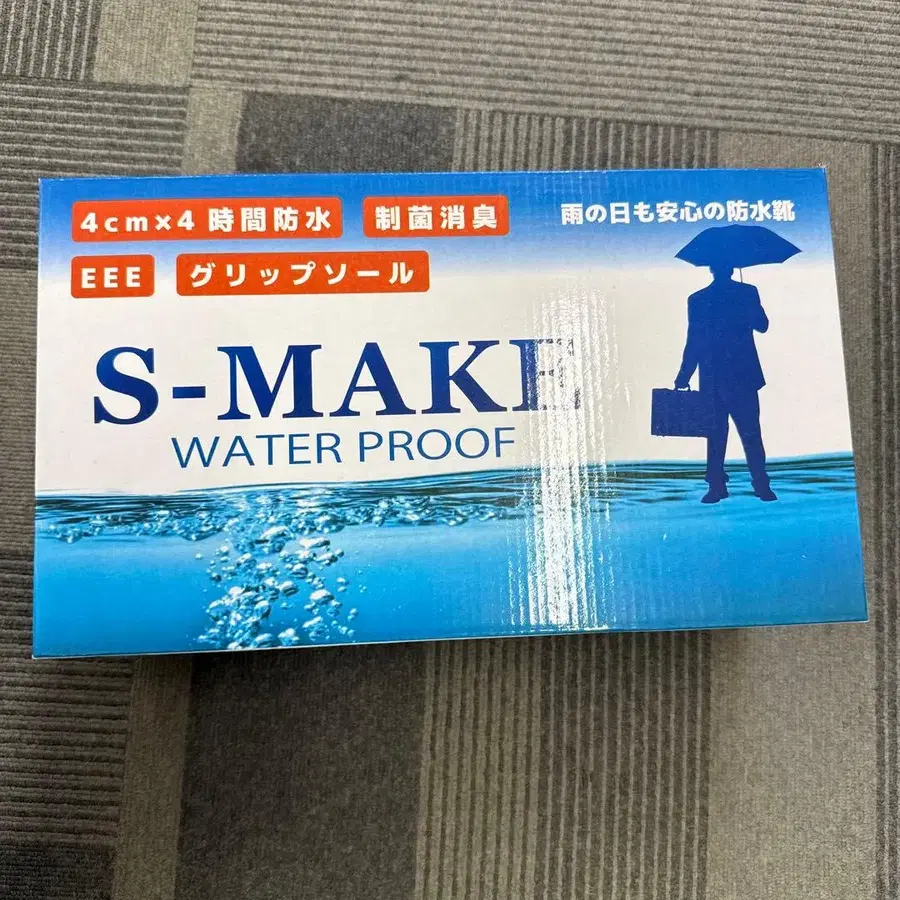 4cm×4時間防水 制菌消臭 雨の日も安心の防水靴
EEE グリップソール
S-MAKE
WATER PROOF